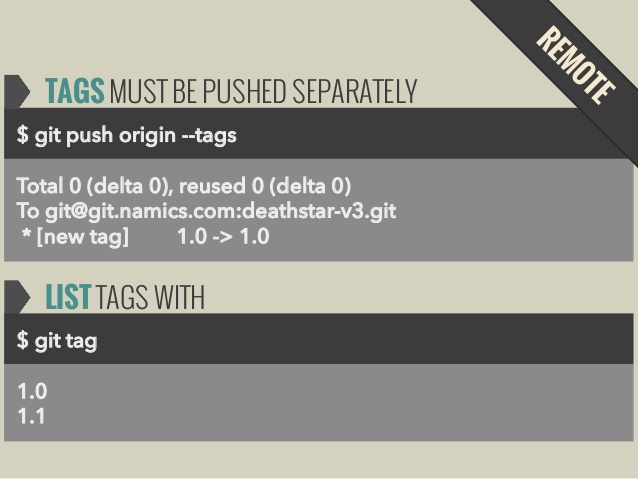 REMOTE
TAGS MUST BE PUSHED SEPARATELY
$ git push origin --tags
Total 0 (delta 0), reused 0 (delta 0)
To git@git.namics.com:deathstar-v3.git
* [new tag] 1.0 -> 1.0
LIST TAGS WITH
$ git tag
1.0
1.1